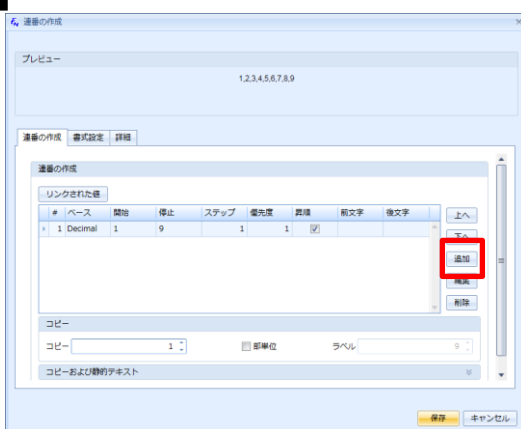 連番の作成
プレビュー
1,2,3,4,5,6,7,8,9
連番の作成 書式設定 詳細
連番の作成
リンクされた値
# ベース 開始 停止 ステップ 優先度 昇順 前文字 後文字
1 Decimal 1 9 1 1
上へ
下へ
追加
編集
削除
コピー
コピー 1 部単位 ラベル 9
コピーおよび静的テキスト
保存 キャンセル